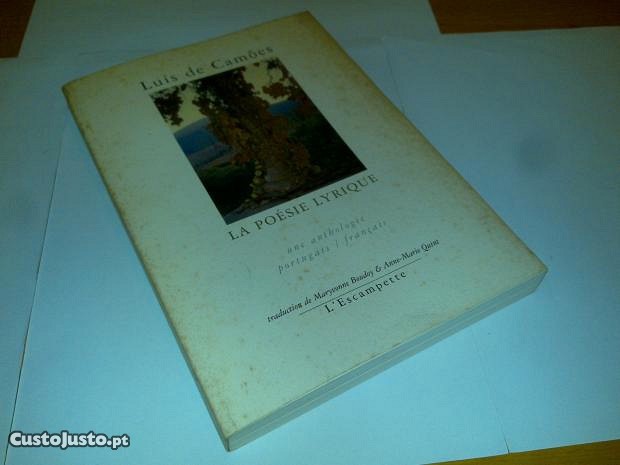 Luis de Camões
LA POÉSIE LYRIQUE
une anthologie
portugais / français
traduction de Maryvonne Boudoy & Anne-Marie Quint
L'Escampette
CustoJusto.pt